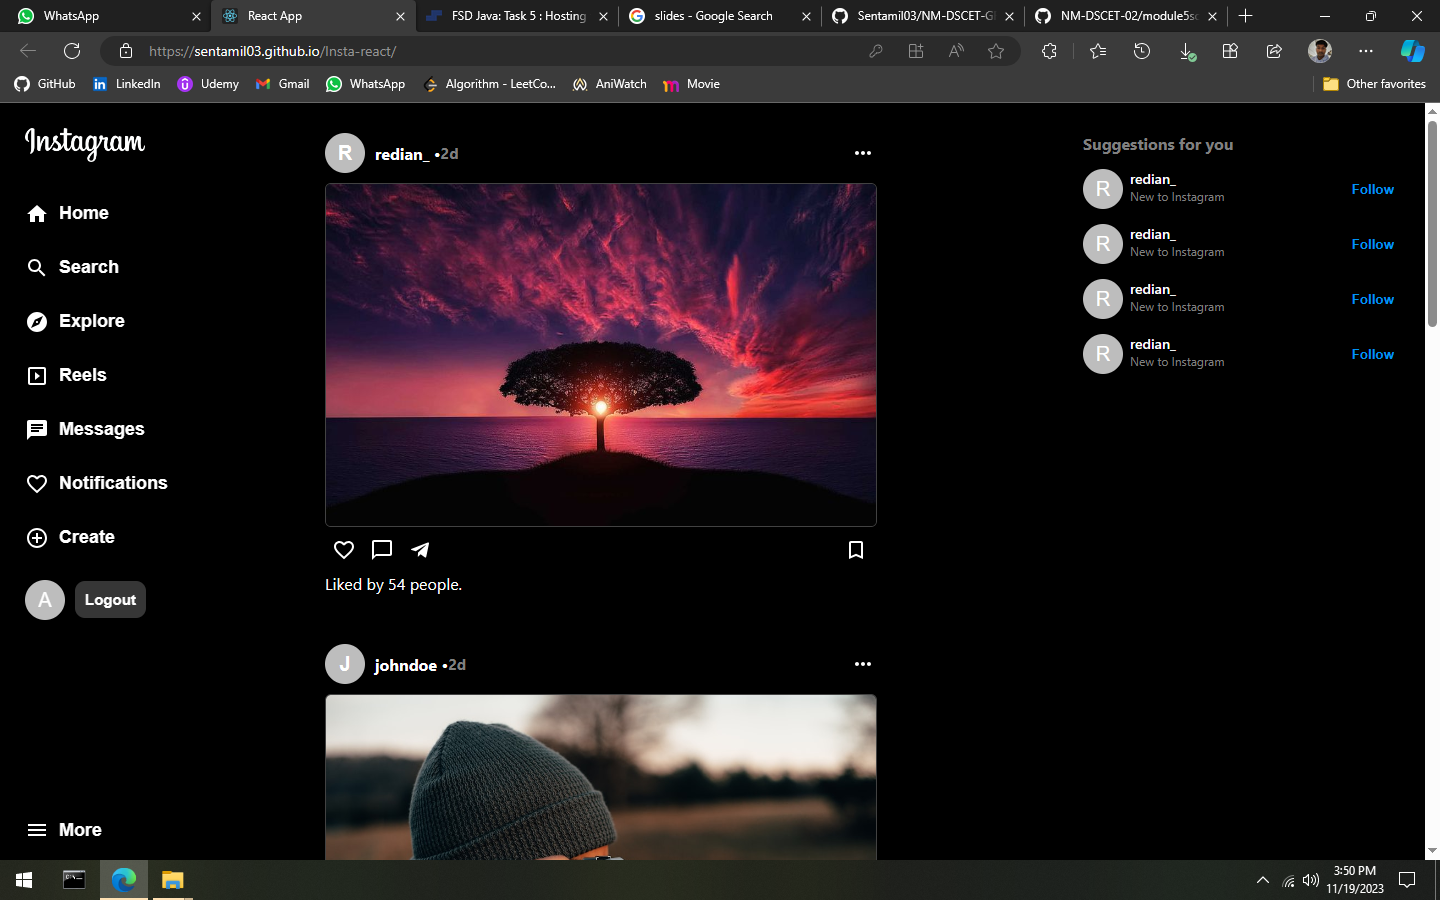 WhatsApp
React App
FSD Java: Task 5 : Hosting
slides - Google Search
Sentamil03/NM-DSCET-G
NM-DSCET-02/module5s
https://sentamil03.github.io/Insta-react/
GitHub
LinkedIn
Udemy
Gmail
WhatsApp
Algorithm - LeetCo...
AniWatch
Movie
Other favorites
Instagram
Home
Search
Explore
Reels
Messages
Notifications
Create
A
Logout
More
R
redian_ •2d
Liked by 54 people.
J
johndoe •2d
Suggestions for you
R
redian_
New to Instagram
Follow
R
redian_
New to Instagram
Follow
R
redian_
New to Instagram
Follow
R
redian_
New to Instagram
Follow
3:50 PM
11/19/2023